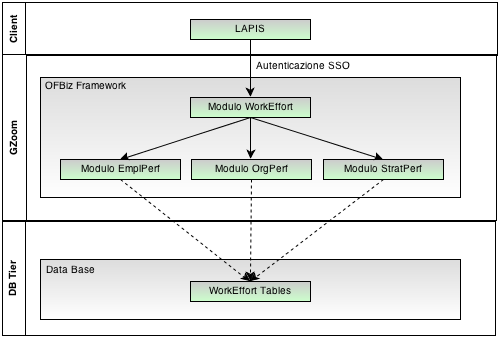 Client
LAPIS
Autenticazione SSO
GZoom
OFBiz Framework
Modulo WorkEffort
Modulo EmplPerf
Modulo OrgPerf
Modulo StratPerf
DB Tier
Data Base
WorkEffort Tables